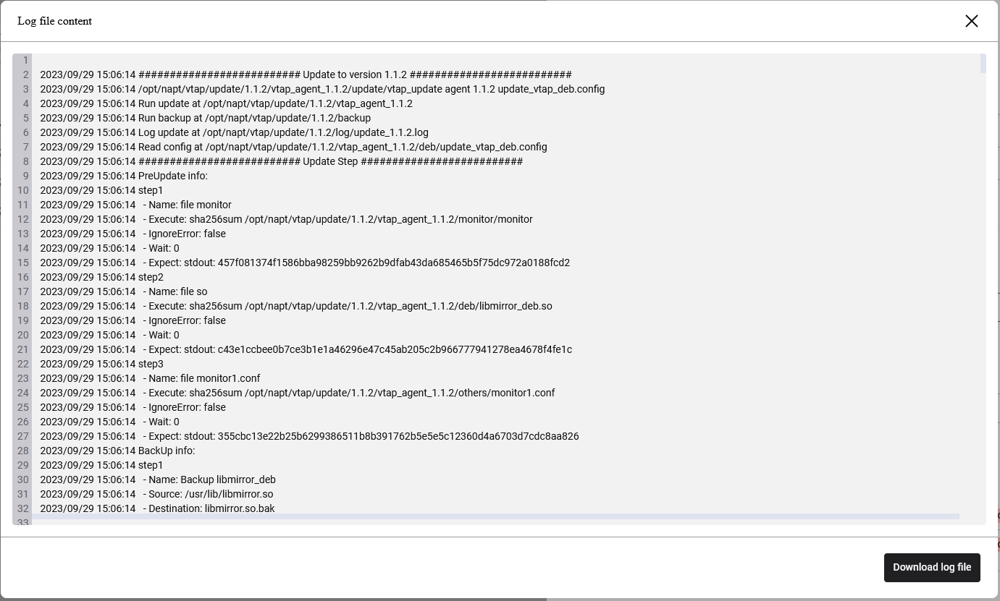 Log file content
1
2 2023/09/29 15:06:14 ########################## Update to version 1.1.2 ##########################
3 2023/09/29 15:06:14 /opt/napt/vtap/update/1.1.2/vtap_agent_1.1.2/update/vtap_update agent 1.1.2 update_vtap_deb.config
4 2023/09/29 15:06:14 Run update at /opt/napt/vtap/update/1.1.2/vtap_agent_1.1.2
5 2023/09/29 15:06:14 Run backup at /opt/napt/vtap/update/1.1.2/backup
6 2023/09/29 15:06:14 Log update at /opt/napt/vtap/update/1.1.2/log/update_1.1.2.log
7 2023/09/29 15:06:14 Read config at /opt/napt/vtap/update/1.1.2/vtap_agent_1.1.2/deb/update_vtap_deb.config
8 2023/09/29 15:06:14 ########################## Update Step ##########################
9 2023/09/29 15:06:14 PreUpdate info:
10 2023/09/29 15:06:14 step1
11 2023/09/29 15:06:14 - Name: file monitor
12 2023/09/29 15:06:14 - Execute: sha256sum /opt/napt/vtap/update/1.1.2/vtap_agent_1.1.2/monitor/monitor
13 2023/09/29 15:06:14 - IgnoreError: false
14 2023/09/29 15:06:14 - Wait: 0
15 2023/09/29 15:06:14 - Expect: stdout: 457f081374f1586bba98259bb9262b9dfab43da685465b5f75dc972a0188fcd2
16 2023/09/29 15:06:14 step2
17 2023/09/29 15:06:14 - Name: file so
18 2023/09/29 15:06:14 - Execute: sha256sum /opt/napt/vtap/update/1.1.2/vtap_agent_1.1.2/deb/libmirror_deb.so
19 2023/09/29 15:06:14 - IgnoreError: false
20 2023/09/29 15:06:14 - Wait: 0
21 2023/09/29 15:06:14 - Expect: stdout: c43e1ccbee0b7ce3b1e1a46296e47c45ab205c2b966777941278ea4678f4fe1c
22 2023/09/29 15:06:14 step3
23 2023/09/29 15:06:14 - Name: file monitor1.conf
24 2023/09/29 15:06:14 - Execute: sha256sum /opt/napt/vtap/update/1.1.2/vtap_agent_1.1.2/others/monitor1.conf
25 2023/09/29 15:06:14 - IgnoreError: false
26 2023/09/29 15:06:14 - Wait: 0
27 2023/09/29 15:06:14 - Expect: stdout: 355cbc13e22b25b6299386511b8b391762b5e5e5c12360d4a6703d7cdc8aa826
28 2023/09/29 15:06:14 BackUp info:
29 2023/09/29 15:06:14 step1
30 2023/09/29 15:06:14 - Name: Backup libmirror_deb
31 2023/09/29 15:06:14 - Source: /usr/lib/libmirror.so
32 2023/09/29 15:06:14 - Destination: libmirror.so.bak
33
Download log file